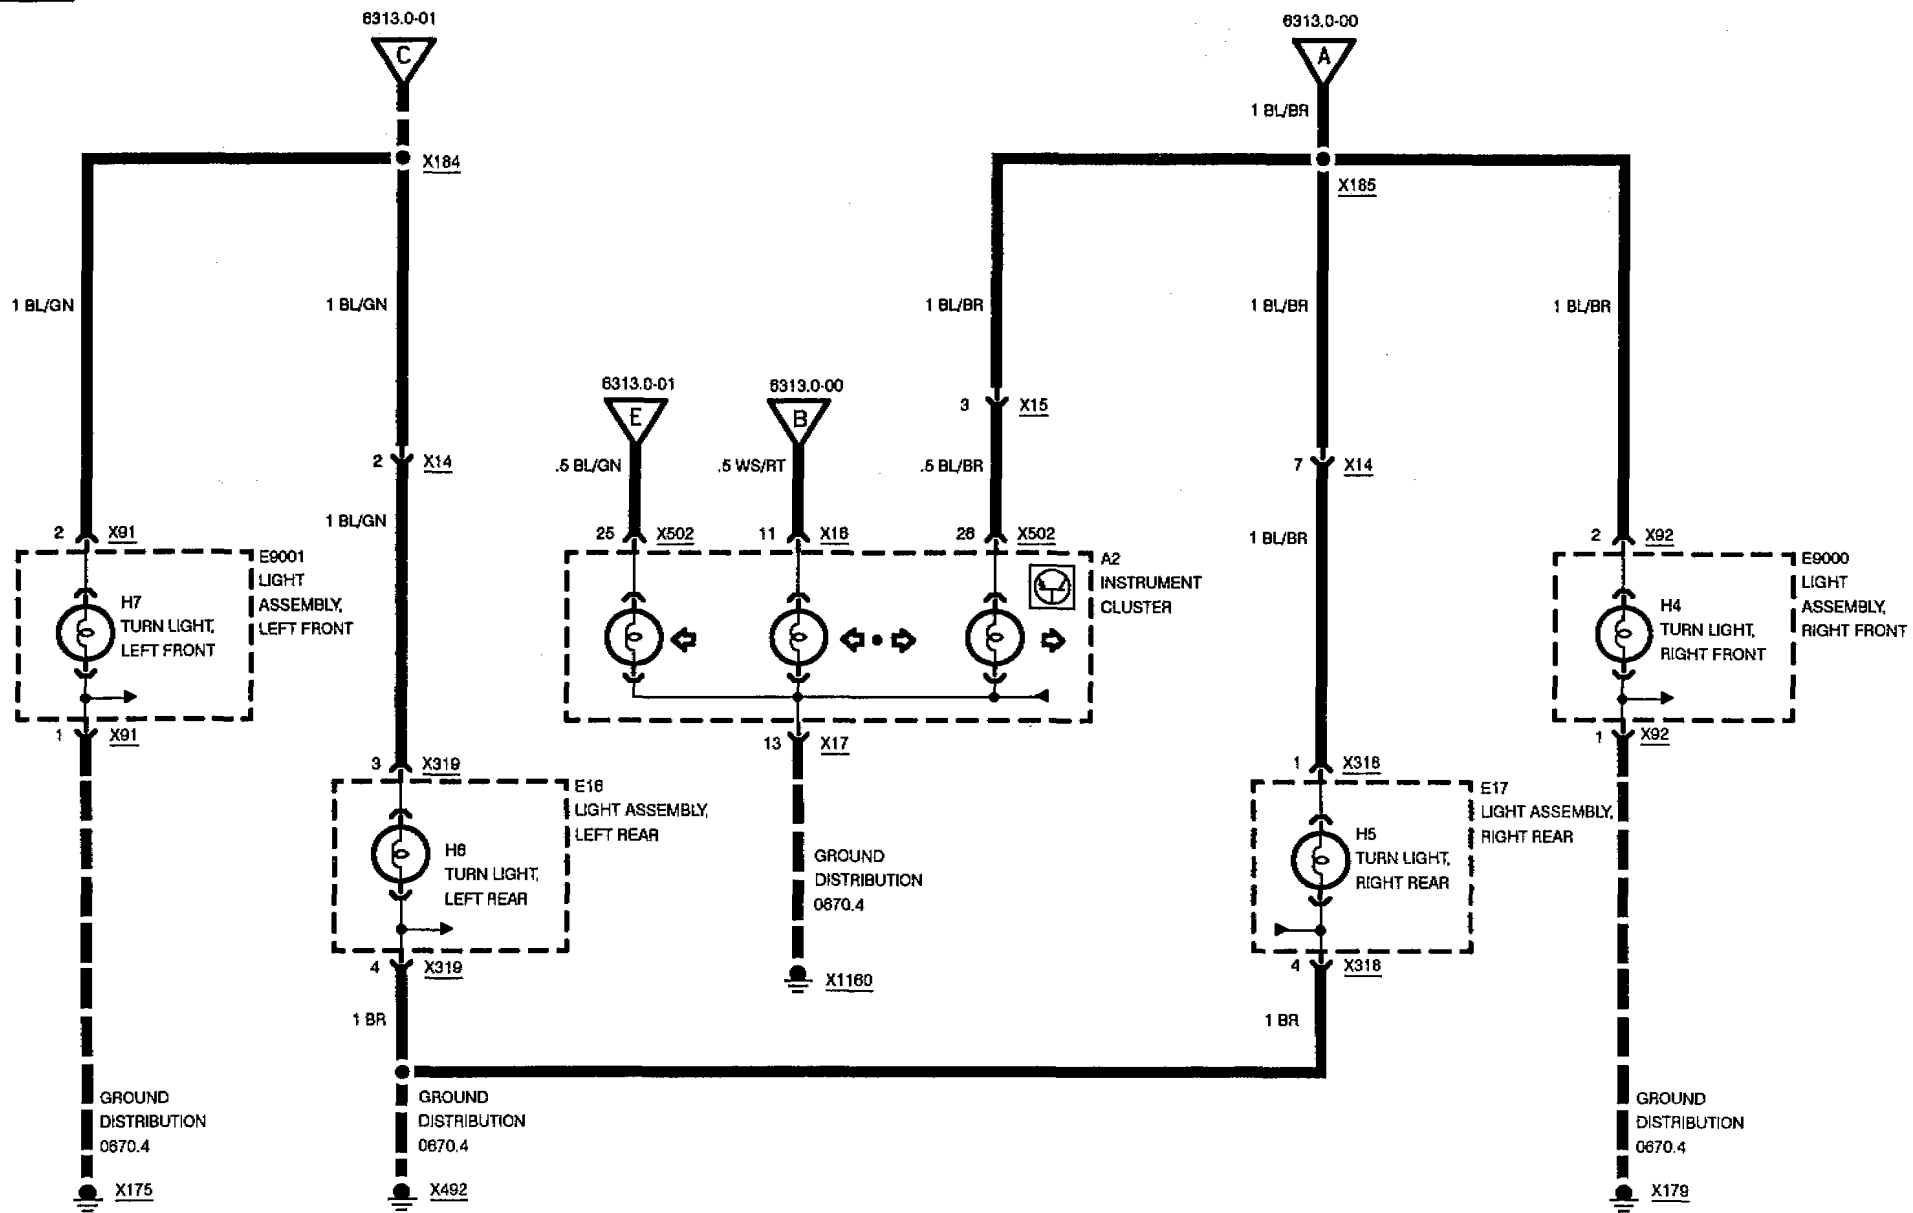 6313.0-01
C
6313.0-00
A
1 BL/BR
X184
X185
1 BL/GN
1 BL/GN
1 BL/BR
1 BL/BR
1 BL/BR
6313.0-01
E
6313.0-00
B
3 X15
2 X14
.5 BL/GN
.5 WS/RT
.5 BL/BR
7 X14
1 BL/GN
1 BL/BR
2 X91
25 X502
11 X16
26 X502
2 X92
E9001
LIGHT
ASSEMBLY,
LEFT FRONT
H7
TURN LIGHT,
LEFT FRONT
A2
INSTRUMENT
CLUSTER
E9000
LIGHT
ASSEMBLY,
RIGHT FRONT
H4
TURN LIGHT,
RIGHT FRONT
1 X91
13 X17
1 X92
3 X319
1 X318
E16
LIGHT ASSEMBLY,
LEFT REAR
H6
TURN LIGHT,
LEFT REAR
E17
LIGHT ASSEMBLY,
RIGHT REAR
H5
TURN LIGHT,
RIGHT REAR
GROUND
DISTRIBUTION
0670.4
4 X319
X1160
4 X318
1 BR
1 BR
GROUND
DISTRIBUTION
0670.4
GROUND
DISTRIBUTION
0670.4
GROUND
DISTRIBUTION
0670.4
X175
X492
X179